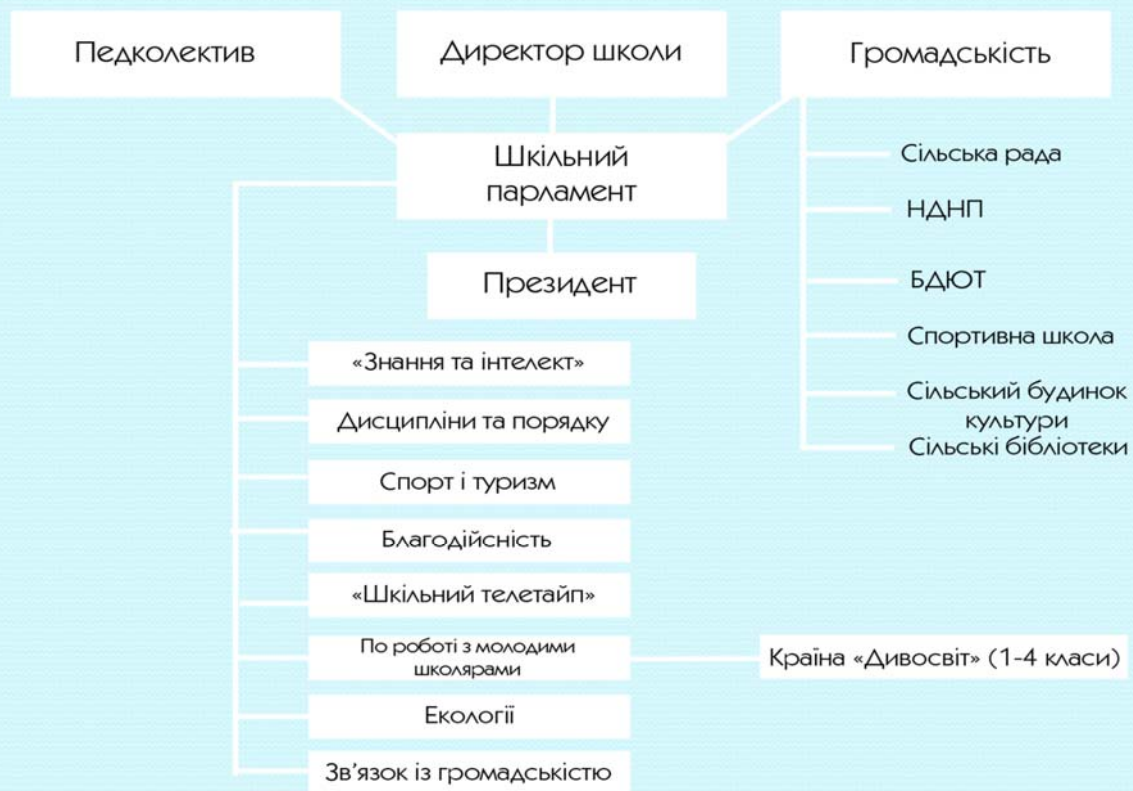 Педколектив
Директор школи
Громадськість
Шкільний
парламент
Президент
Сільська рада
НДНП
БДЮТ
Спортивна школа
Сільський будинок
культури
Сільські бібліотеки
«Знання та інтелект»
Дисципліни та порядку
Спорт і туризм
Благодійсність
«Шкільний телетайп»
По роботі з молодими
школярами
Країна «Дивосвіт» (1-4 класи)
Екології
Зв’язок із громадськістю